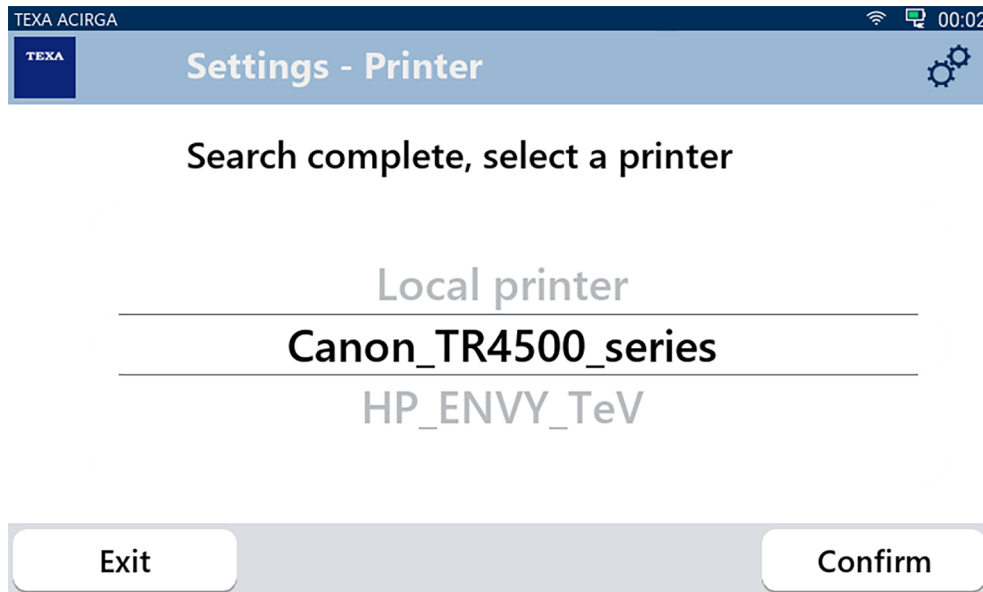 TEXA ACIRGA 00:02
TEXA
Settings - Printer
Search complete, select a printer
Local printer
Canon_TR4500_series
HP_ENVY_TeV
Exit Confirm